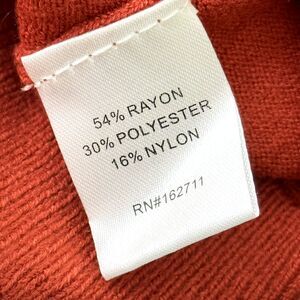 54% RAYON
30% POLYESTER
16% NYLON
RN#162711